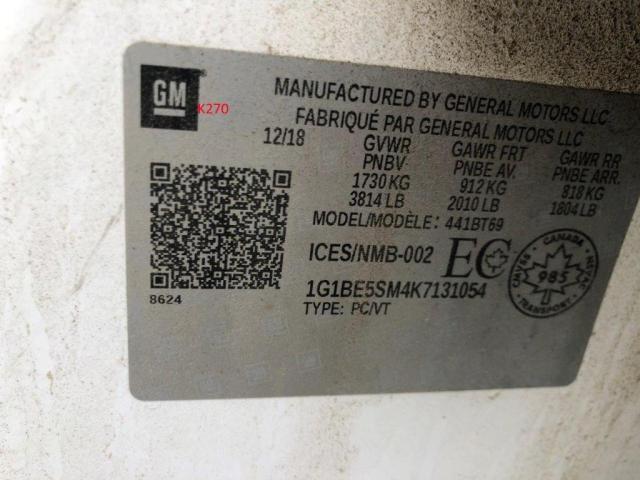 GM
K270
MANUFACTURED BY GENERAL MOTORS LLC
FABRIQUÉ PAR GENERAL MOTORS LLC
12/18 GVWR GAWR FRT GAWR RR
PNBV PNBE AV. PNBE ARR.
1730 KG 912 KG 818 KG
3814 LB 2010 LB 1804 LB
MODEL/MODÈLE: 441BT69
ICES/NMB-002 EC
CANADA
CMVSS 985 NSVAC
1G1BE5SM4K7131054
8624
TYPE: PC/VT